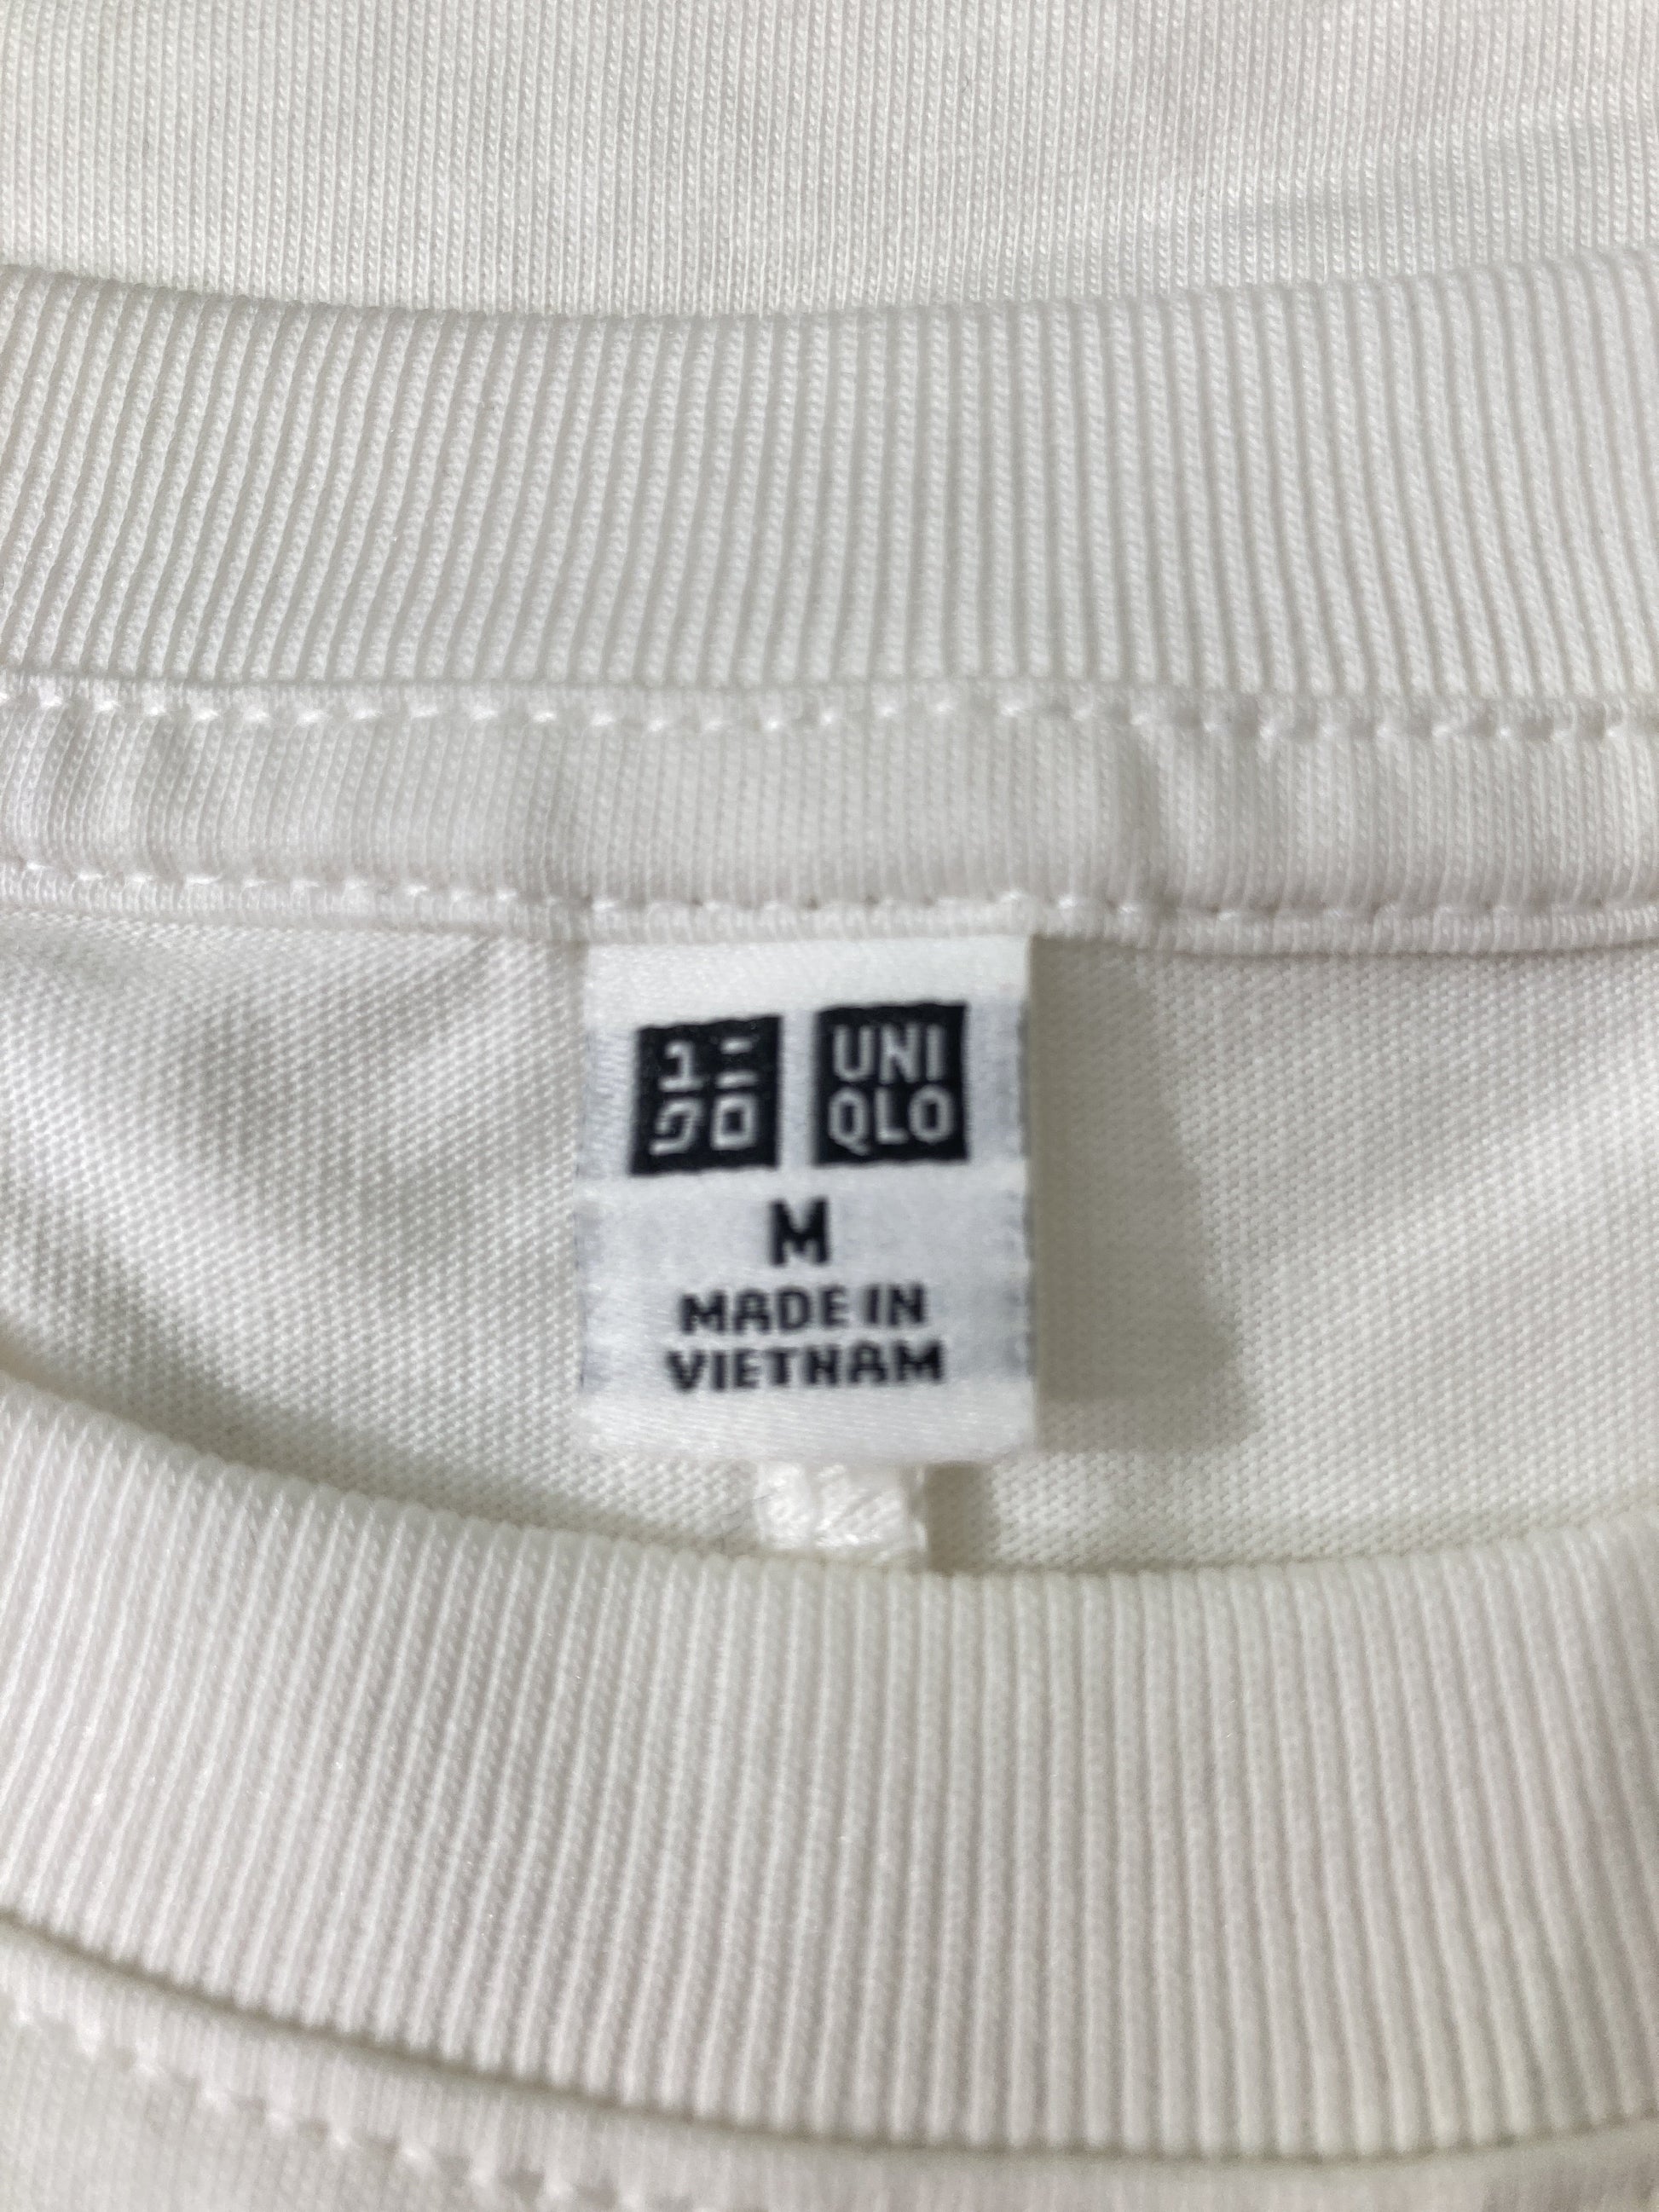 ユニ UNI
クロ QLO
M
MADE IN
VIETNAM